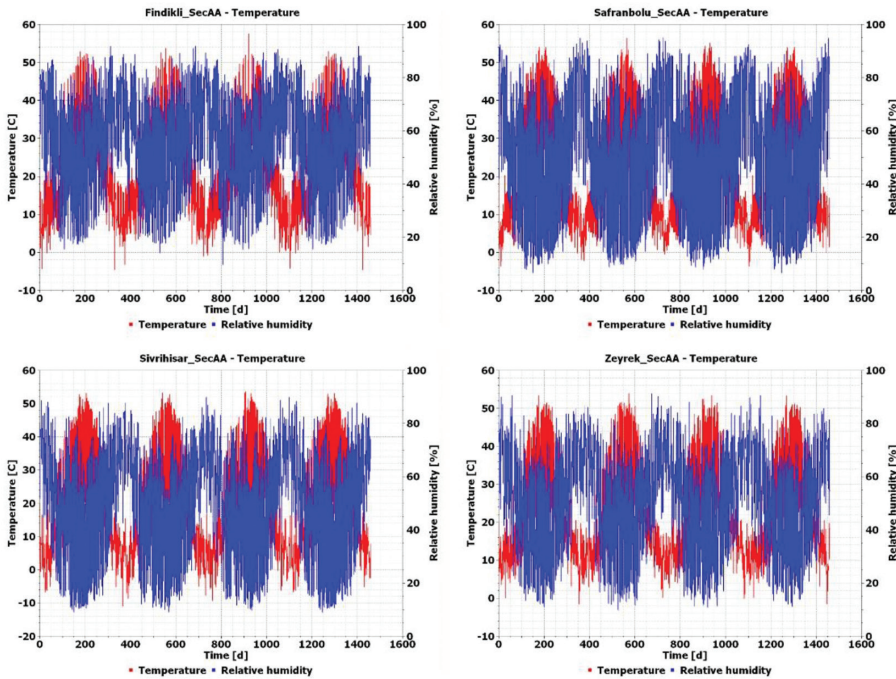 Findikli_SecAA - Temperature
60
50
40
30
20
10
0
-10
Temperature [C]
100
80
60
40
20
0
Relative humidity [%]
0 200 400 600 800 1000 1200 1400 1600
Time [d]
Temperature Relative humidity
Safranbolu_SecAA - Temperature
60
50
40
30
20
10
0
-10
Temperature [C]
100
80
60
40
20
0
Relative humidity [%]
0 200 400 600 800 1000 1200 1400 1600
Time [d]
Temperature Relative humidity
Sivrihisar_SecAA - Temperature
60
50
40
30
20
10
0
-10
-20
Temperature [C]
100
80
60
40
20
0
Relative humidity [%]
0 200 400 600 800 1000 1200 1400 1600
Time [d]
Temperature Relative humidity
Zeyrek_SecAA - Temperature
60
50
40
30
20
10
0
-10
Temperature [C]
100
80
60
40
20
0
Relative humidity [%]
0 200 400 600 800 1000 1200 1400 1600
Time [d]
Temperature Relative humidity